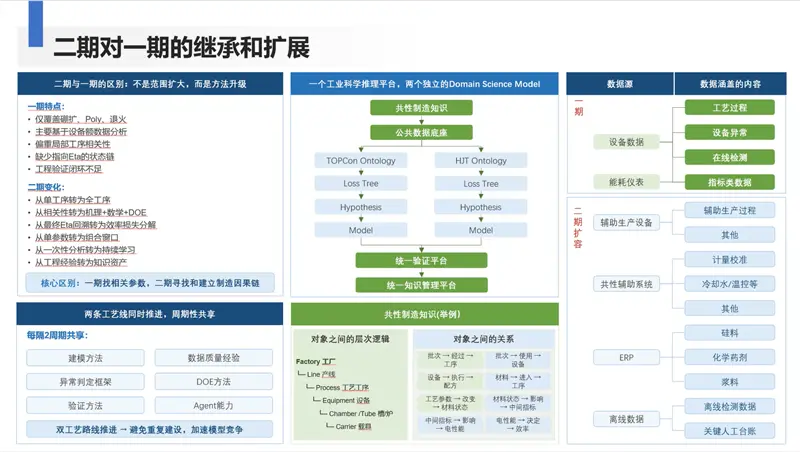 二期对一期的继承和扩展
二期与一期的区别：不是范围扩大，而是方法升级
一期特点：
• 仅覆盖硼扩、Poly、退火
• 主要基于设备额数据分析
• 偏重局部工序相关性
• 缺少指向Eta的状态链
• 工程验证闭环不足
二期变化：
• 从单工序转为全工序
• 从相关性转为机理+数学+DOE
• 从最终Eta回溯转为效率损失分解
• 从单参数转为组合窗口
• 从一次性分析转为持续学习
• 从工程经验转为知识资产
核心区别：一期找相关参数，二期寻找和建立制造因果链
一个工业科学推理平台，两个独立的Domain Science Model
共性制造知识
公共数据底座
TOPCon Ontology
HJT Ontology
Loss Tree
Loss Tree
Hypothesis
Hypothesis
Model
Model
统一验证平台
统一知识管理平台
数据源
数据涵盖的内容
一期
设备数据
能耗仪表
工艺过程
设备异常
在线检测
指标类数据
二期扩容
辅助生产设备
辅助生产过程
其他
共性辅助系统
计量校准
冷却水/温控等
其他
ERP
硅料
化学药剂
浆料
离线数据
离线检测数据
关键人工台账
两条工艺线同时推进，周期性共享
每隔2周期共享：
建模方法
数据质量经验
异常判定框架
DOE方法
验证方法
Agent能力
双工艺路线推进 → 避免重复建设，加速模型竞争
共性制造知识(举例)
对象之间的层次逻辑
Factory 工厂
└─ Line 产线
└─ Process 工艺工序
└─ Equipment 设备
└─ Chamber /Tube 槽/炉
└─ Carrier 载具
对象之间的关系
批次 → 经过 →
工序
批次 → 使用 →
设备
设备 → 执行 →
配方
材料 → 进入 →
工序
工艺参数 → 改变
→ 材料状态
材料状态 → 影响
→ 中间指标
中间指标 → 影响
→ 电性能
电性能 → 决定
→ 效率